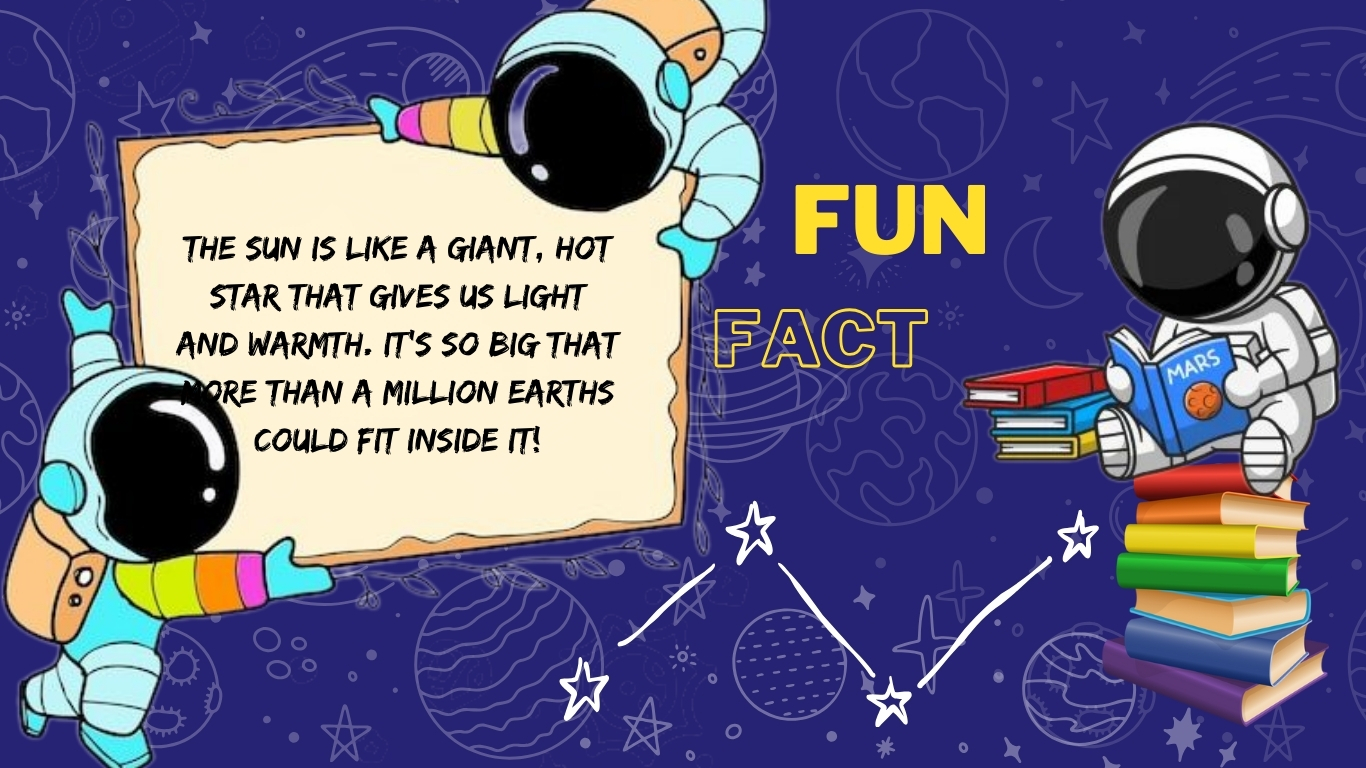 THE SUN IS LIKE A GIANT, HOT
STAR THAT GIVES US LIGHT
AND WARMTH. IT'S SO BIG THAT
MORE THAN A MILLION EARTHS
COULD FIT INSIDE IT!
FUN
FACT
MARS